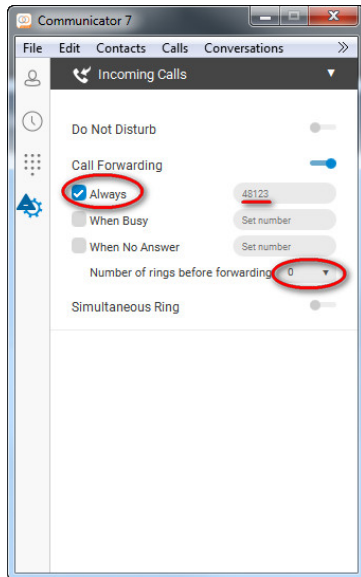 Communicator 7
File Edit Contacts Calls Conversations »
Incoming Calls
Do Not Disturb
Call Forwarding
Always 48123
When Busy Set number
When No Answer Set number
Number of rings before forwarding 0
Simultaneous Ring